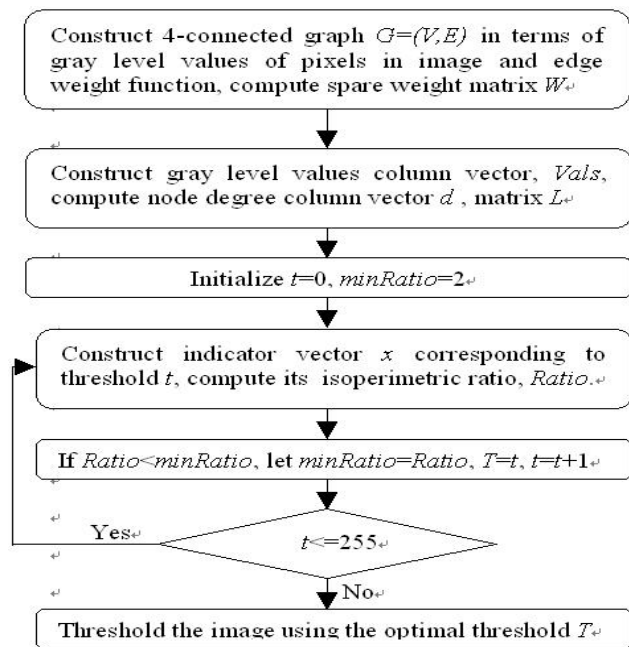 Construct 4-connected graph G=(V,E) in terms of
gray level values of pixels in image and edge
weight function, compute spare weight matrix W↵
Construct gray level values column vector, Vals,
compute node degree column vector d , matrix L↵
Initialize t=0, minRatio=2↵
Construct indicator vector x corresponding to
threshold t, compute its isoperimetric ratio, Ratio.↵
If Ratio<minRatio, let minRatio=Ratio, T=t, t=t+1↵
Yes↵
t<=255↵
No↵
Threshold the image using the optimal threshold T↵